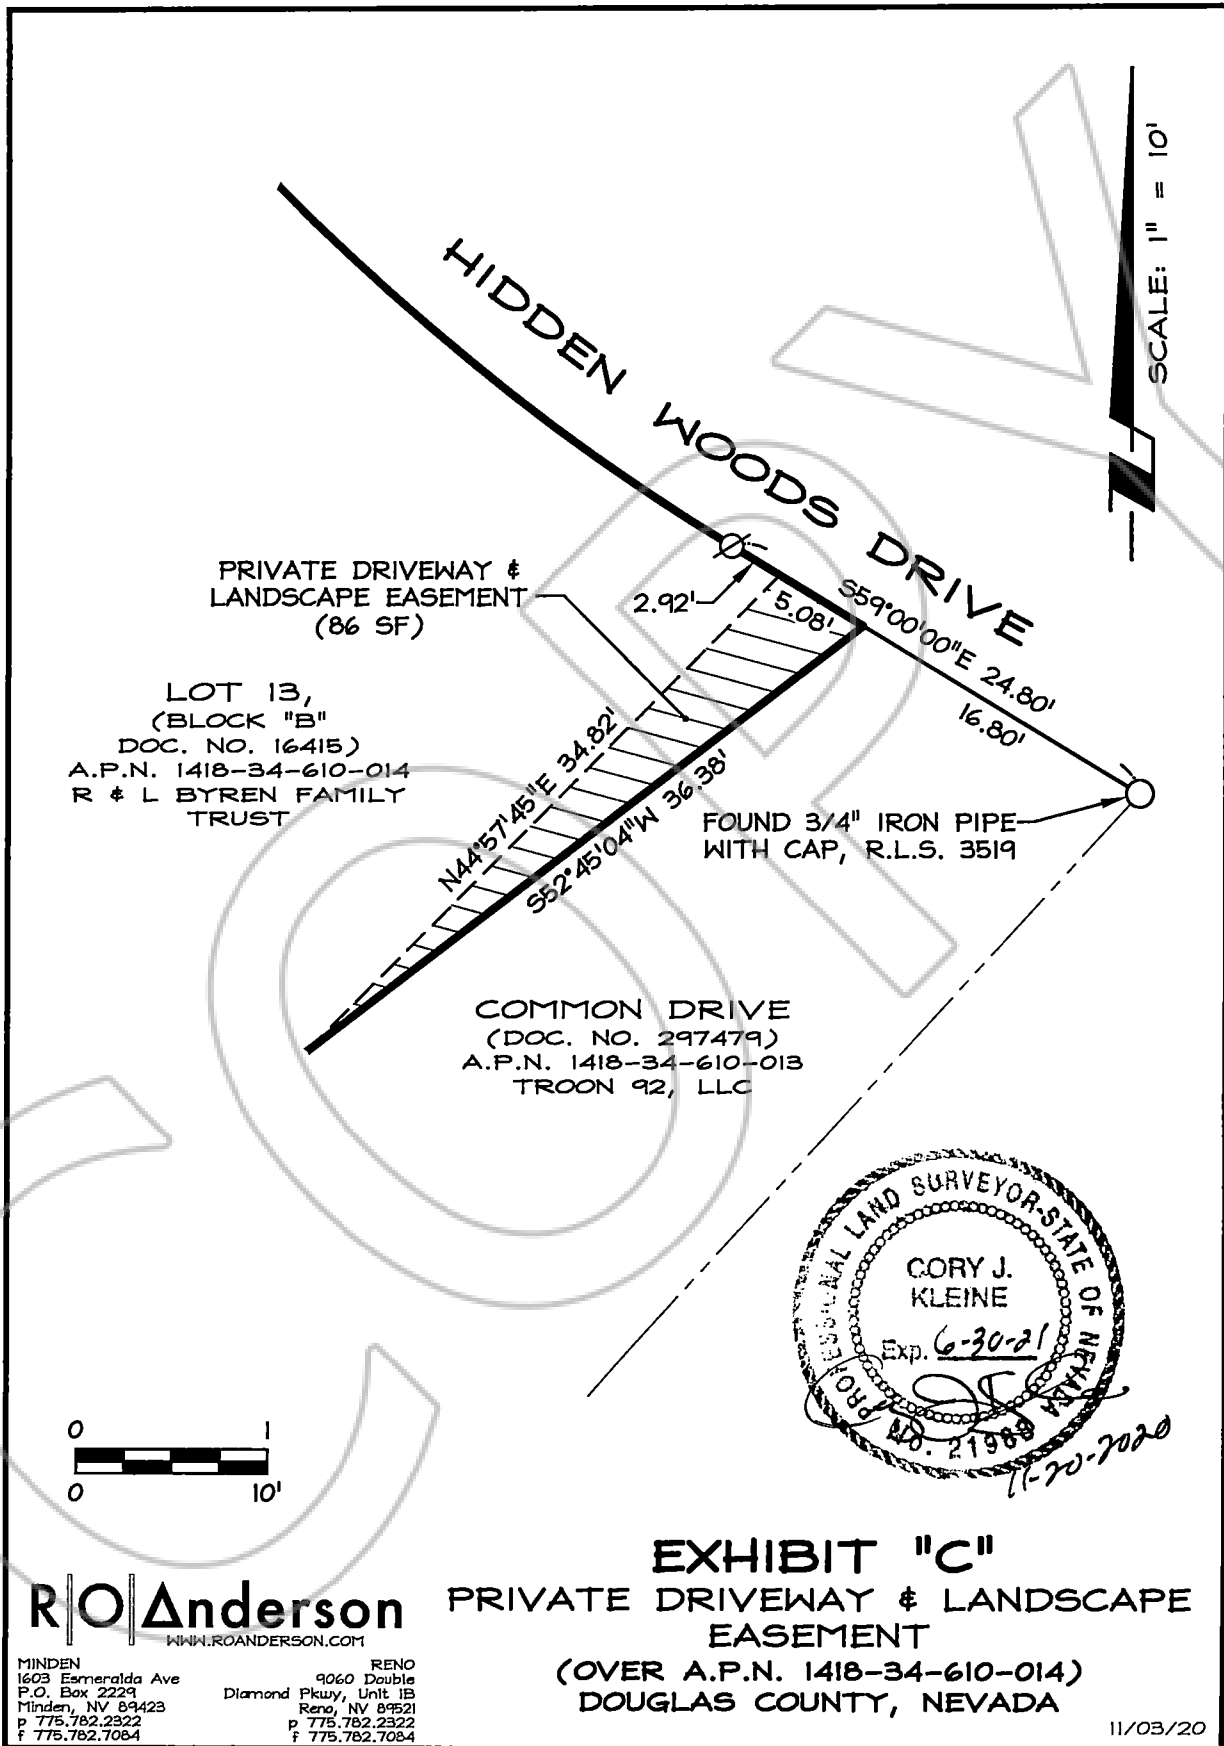 SCALE: 1" = 10'
HIDDEN WOODS DRIVE
PRIVATE DRIVEWAY &
LANDSCAPE EASEMENT
(86 SF)
2.92'
5.08'
S59°00'00"E 24.80'
16.80'
LOT 13,
(BLOCK "B"
DOC. NO. 16415)
A.P.N. 1418-34-610-014
R & L BYREN FAMILY
TRUST
N44°57'45"E 34.82'
S52°45'04"W 36.38'
FOUND 3/4" IRON PIPE
WITH CAP, R.L.S. 3519
COMMON DRIVE
(DOC. NO. 297479)
A.P.N. 1418-34-610-013
TROON 92, LLC
COPY
PROFESSIONAL LAND SURVEYOR-STATE OF NEVADA
CORY J.
KLEINE
Exp. 6-30-21
NO. 21988
11-20-2020
0 1
0 10'
EXHIBIT "C"
PRIVATE DRIVEWAY & LANDSCAPE
EASEMENT
(OVER A.P.N. 1418-34-610-014)
DOUGLAS COUNTY, NEVADA
R|O|Anderson
WWW.ROANDERSON.COM
MINDEN
1603 Esmeralda Ave
P.O. Box 2229
Minden, NV 89423
p 775.782.2322
f 775.782.7084
RENO
9060 Double
Diamond Pkwy, Unit 1B
Reno, NV 89521
p 775.782.2322
f 775.782.7084
11/03/20